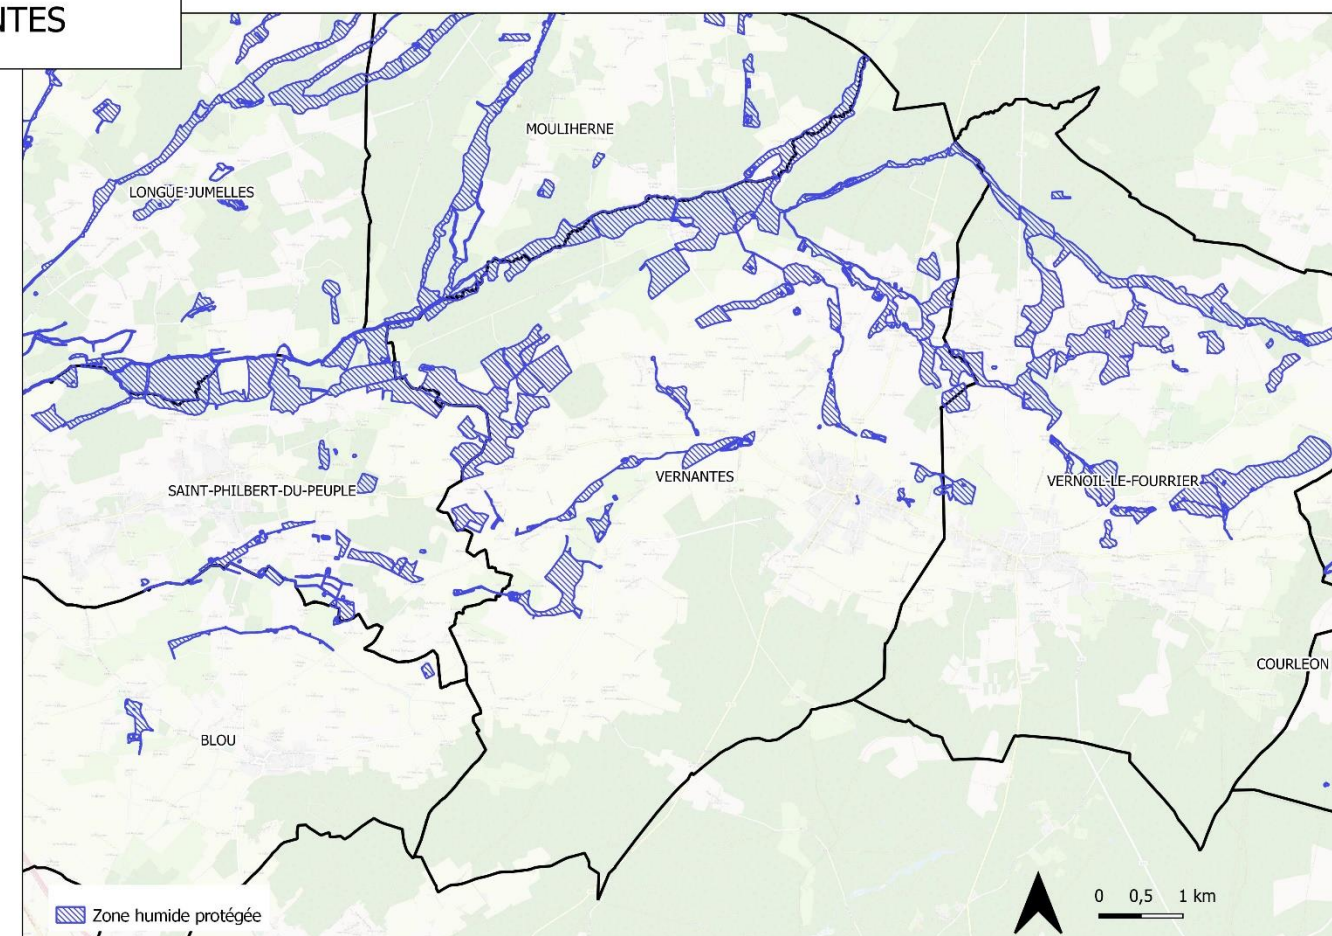 NTES
MOULIHERNE
LONGUÉ-JUMELLES
SAINT-PHILBERT-DU-PEUPLE
VERNANTES
VERNOIL-LE-FOURRIER
COURLEON
BLOU
Zone humide protégée
0 0,5 1 km